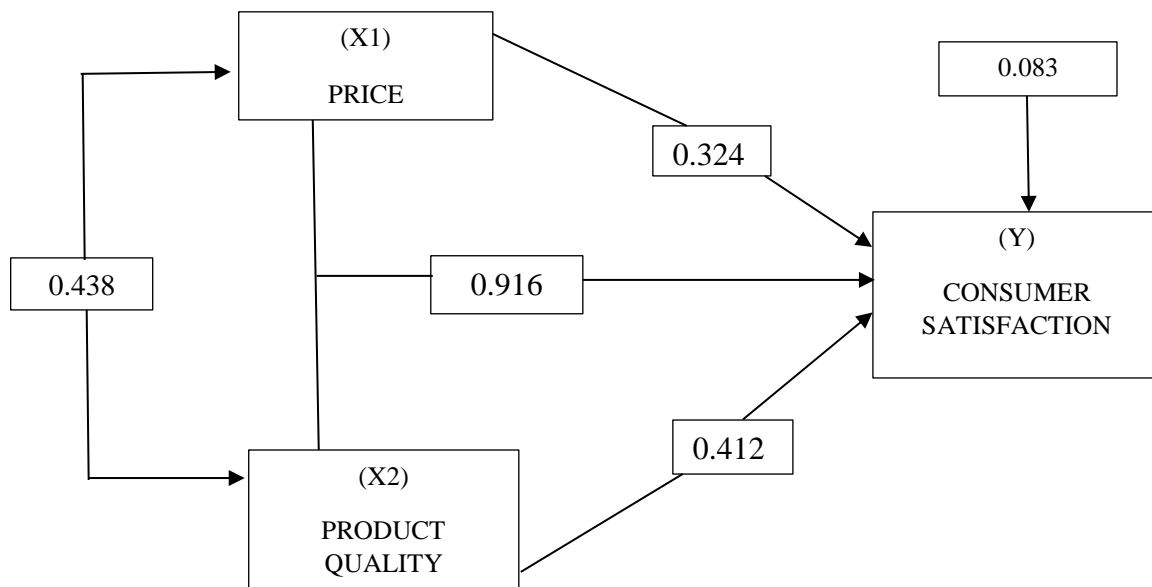 (X1)
PRICE
0.083
0.324
(Y)
CONSUMER
SATISFACTION
0.438
0.916
0.412
(X2)
PRODUCT
QUALITY